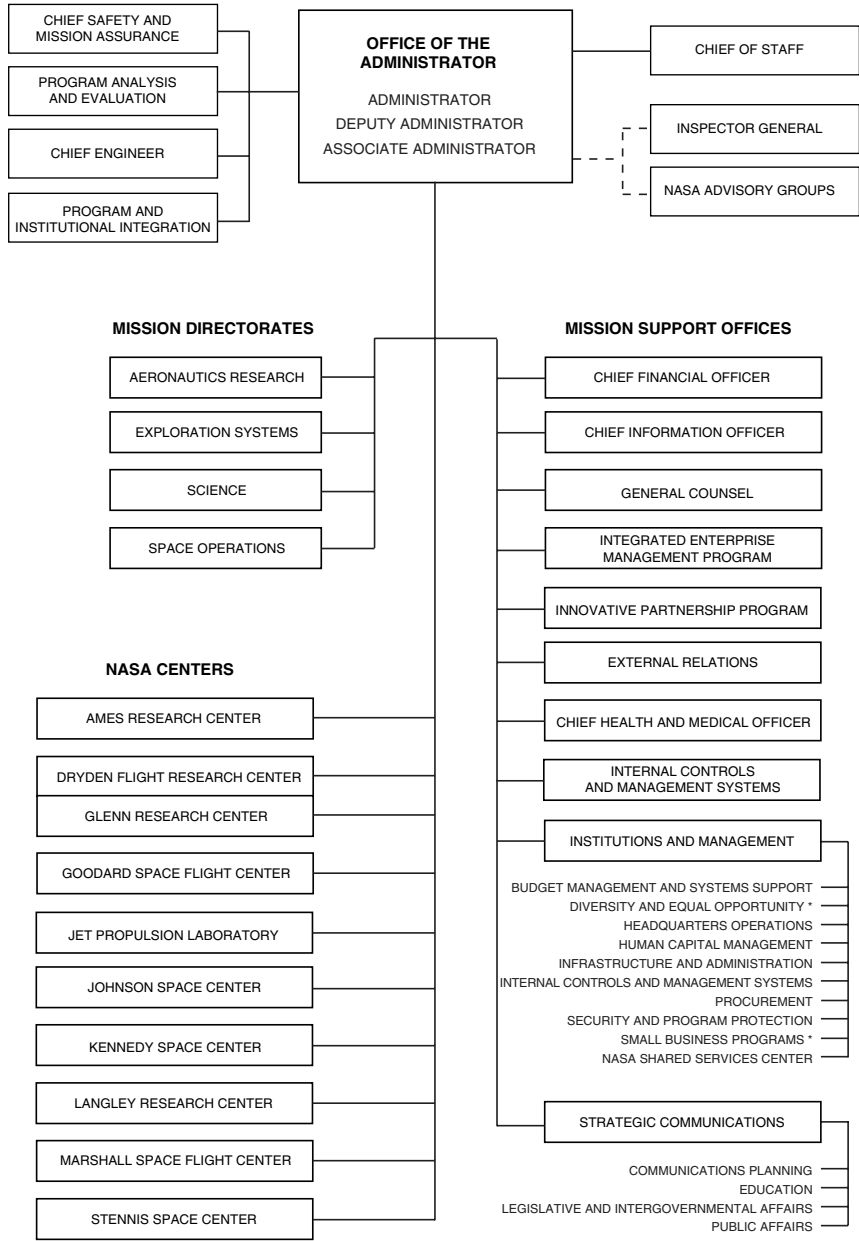 CHIEF SAFETY AND
MISSION ASSURANCE
PROGRAM ANALYSIS
AND EVALUATION
CHIEF ENGINEER
PROGRAM AND
INSTITUTIONAL INTEGRATION
OFFICE OF THE
ADMINISTRATOR
ADMINISTRATOR
DEPUTY ADMINISTRATOR
ASSOCIATE ADMINISTRATOR
CHIEF OF STAFF
INSPECTOR GENERAL
NASA ADVISORY GROUPS
MISSION DIRECTORATES
AERONAUTICS RESEARCH
EXPLORATION SYSTEMS
SCIENCE
SPACE OPERATIONS
NASA CENTERS
AMES RESEARCH CENTER
DRYDEN FLIGHT RESEARCH CENTER
GLENN RESEARCH CENTER
GOODARD SPACE FLIGHT CENTER
JET PROPULSION LABORATORY
JOHNSON SPACE CENTER
KENNEDY SPACE CENTER
LANGLEY RESEARCH CENTER
MARSHALL SPACE FLIGHT CENTER
STENNIS SPACE CENTER
MISSION SUPPORT OFFICES
CHIEF FINANCIAL OFFICER
CHIEF INFORMATION OFFICER
GENERAL COUNSEL
INTEGRATED ENTERPRISE
MANAGEMENT PROGRAM
INNOVATIVE PARTNERSHIP PROGRAM
EXTERNAL RELATIONS
CHIEF HEALTH AND MEDICAL OFFICER
INTERNAL CONTROLS
AND MANAGEMENT SYSTEMS
INSTITUTIONS AND MANAGEMENT
BUDGET MANAGEMENT AND SYSTEMS SUPPORT
DIVERSITY AND EQUAL OPPORTUNITY *
HEADQUARTERS OPERATIONS
HUMAN CAPITAL MANAGEMENT
INFRASTRUCTURE AND ADMINISTRATION
INTERNAL CONTROLS AND MANAGEMENT SYSTEMS
PROCUREMENT
SECURITY AND PROGRAM PROTECTION
SMALL BUSINESS PROGRAMS *
NASA SHARED SERVICES CENTER
STRATEGIC COMMUNICATIONS
COMMUNICATIONS PLANNING
EDUCATION
LEGISLATIVE AND INTERGOVERNMENTAL AFFAIRS
PUBLIC AFFAIRS